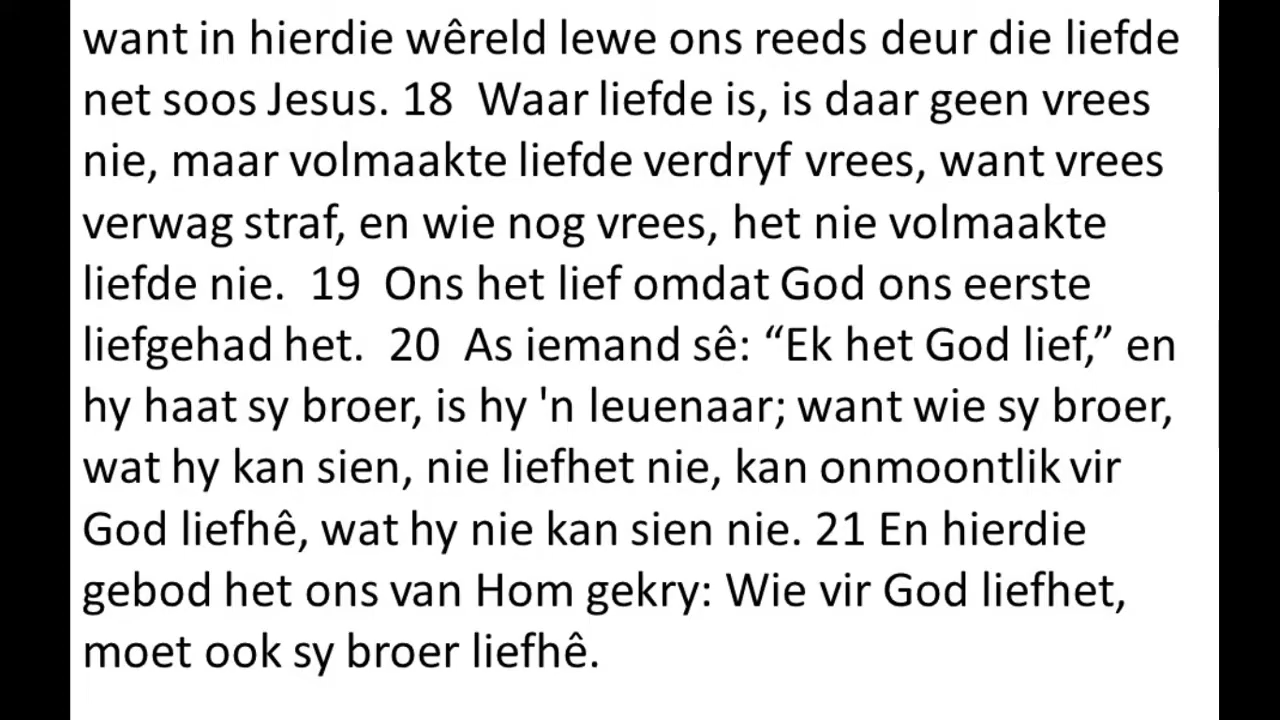 want in hierdie wêreld lewe ons reeds deur die liefde
net soos Jesus. 18  Waar liefde is, is daar geen vrees
nie, maar volmaakte liefde verdryf vrees, want vrees
verwag straf, en wie nog vrees, het nie volmaakte
liefde nie.  19  Ons het lief omdat God ons eerste
liefgehad het.  20  As iemand sê: “Ek het God lief,” en
hy haat sy broer, is hy 'n leuenaar; want wie sy broer,
wat hy kan sien, nie liefhet nie, kan onmoontlik vir
God liefhê, wat hy nie kan sien nie. 21 En hierdie
gebod het ons van Hom gekry: Wie vir God liefhet,
moet ook sy broer liefhê.